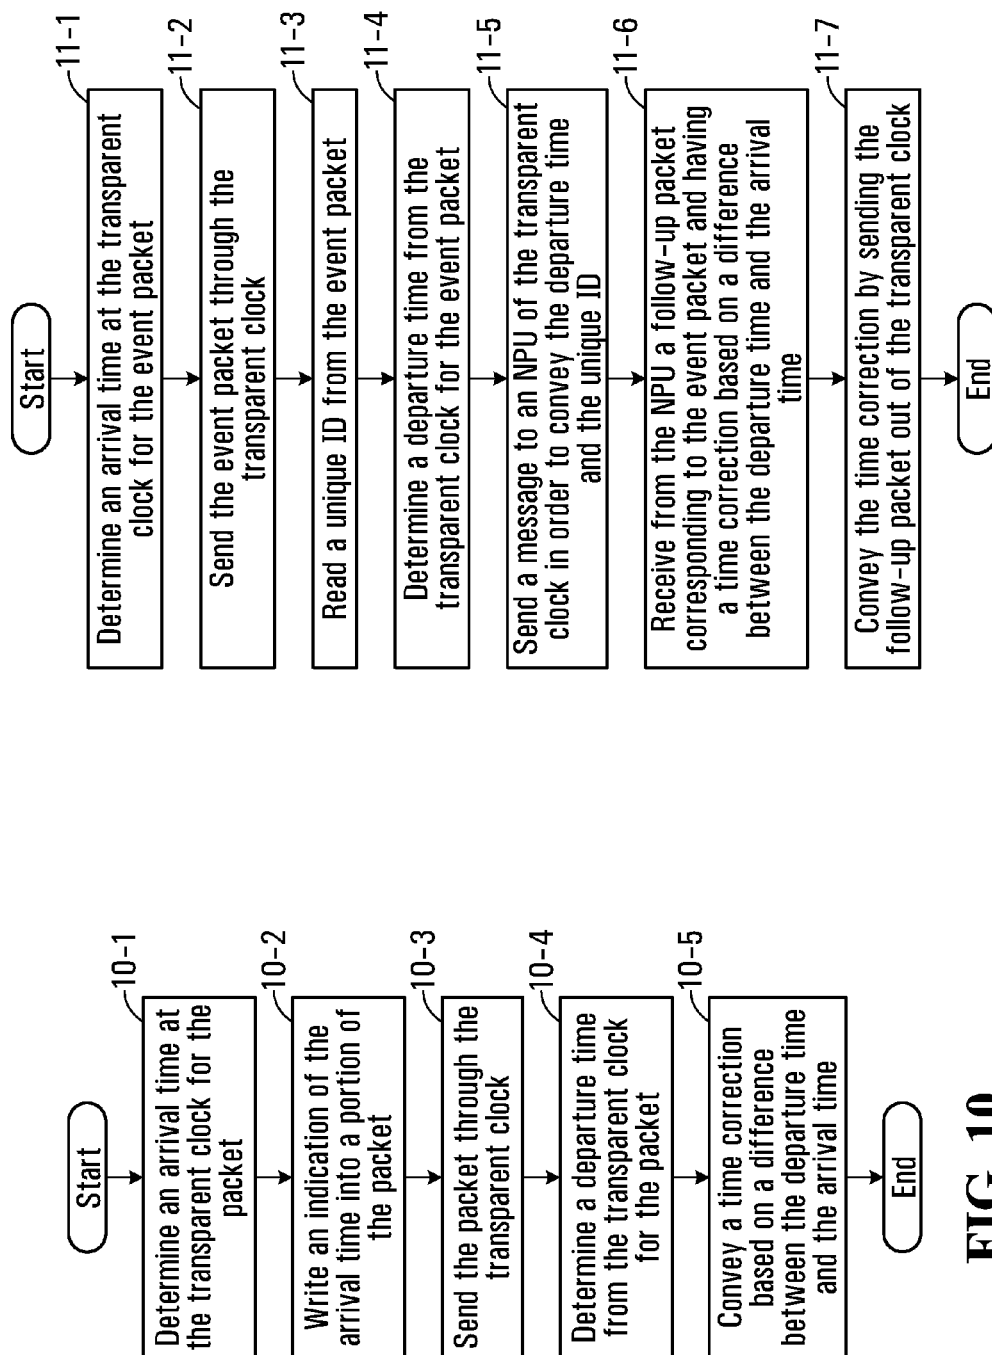 Start
Determine an arrival time at
the transparent clock for the
packet
10-1
Write an indication of the
arrival time into a portion of
the packet
10-2
Send the packet through the
transparent clock
10-3
Determine a departure time
from the transparent clock
for the packet
10-4
Convey a time correction
based on a difference
between the departure time
and the arrival time
10-5
End
FIG. 10
Start
Determine an arrival time at the transparent
clock for the event packet
11-1
Send the event packet through the
transparent clock
11-2
Read a unique ID from the event packet
11-3
Determine a departure time from the
transparent clock for the event packet
11-4
Send a message to an NPU of the transparent
clock in order to convey the departure time
and the unique ID
11-5
Receive from the NPU a follow-up packet
corresponding to the event packet and having
a time correction based on a difference
between the departure time and the arrival
time
11-6
Convey the time correction by sending the
follow-up packet out of the transparent clock
11-7
End